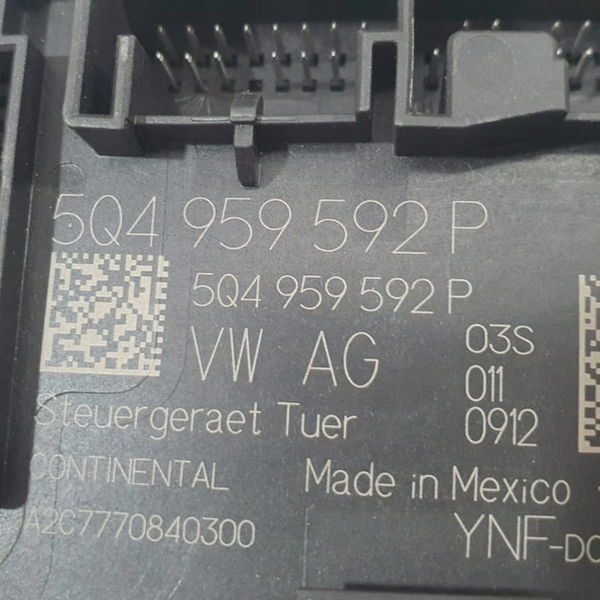 5Q4 959 592 P
5Q4 959 592 P
VW AG 03S
011
Steuergeraet Tuer 0912
CONTINENTAL Made in Mexico
A2C7770840300 YNF-DC